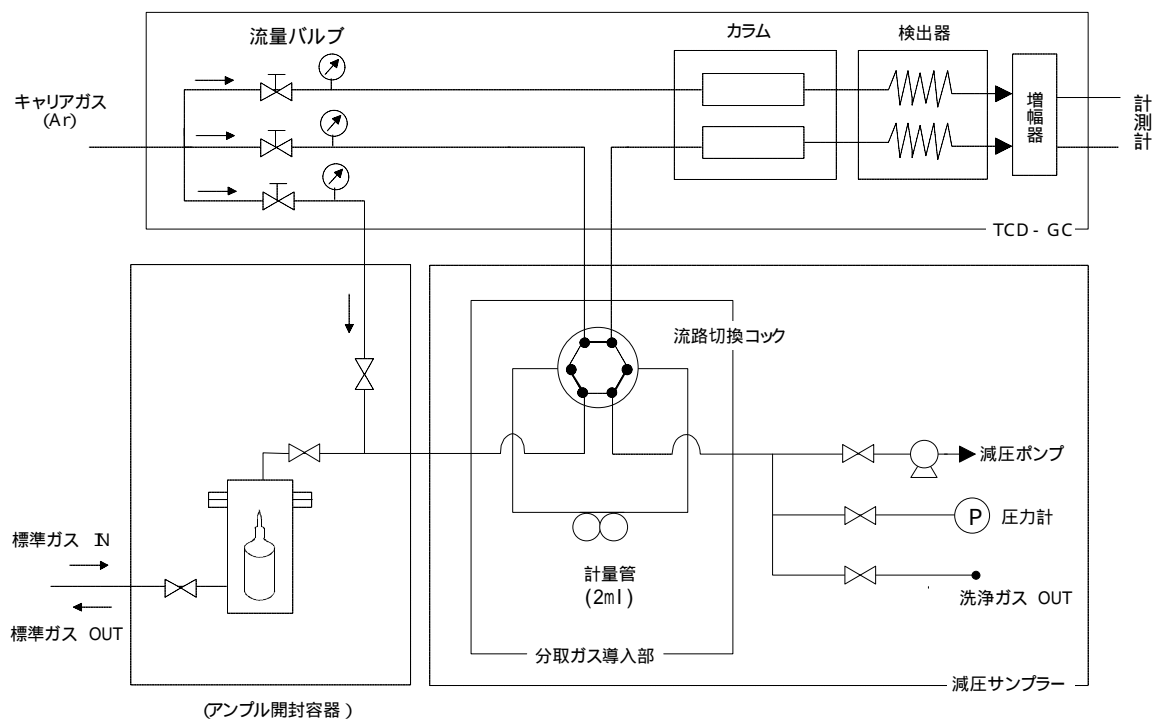 流量バルブ
カラム
検出器
キャリアガス
(Ar)
増幅器
計測計
TCD - GC
流路切換コック
減圧ポンプ
P
圧力計
標準ガス IN
計量管
(2ml)
洗浄ガス OUT
標準ガス OUT
分取ガス導入部
減圧サンプラー
(アンプル開封容器)